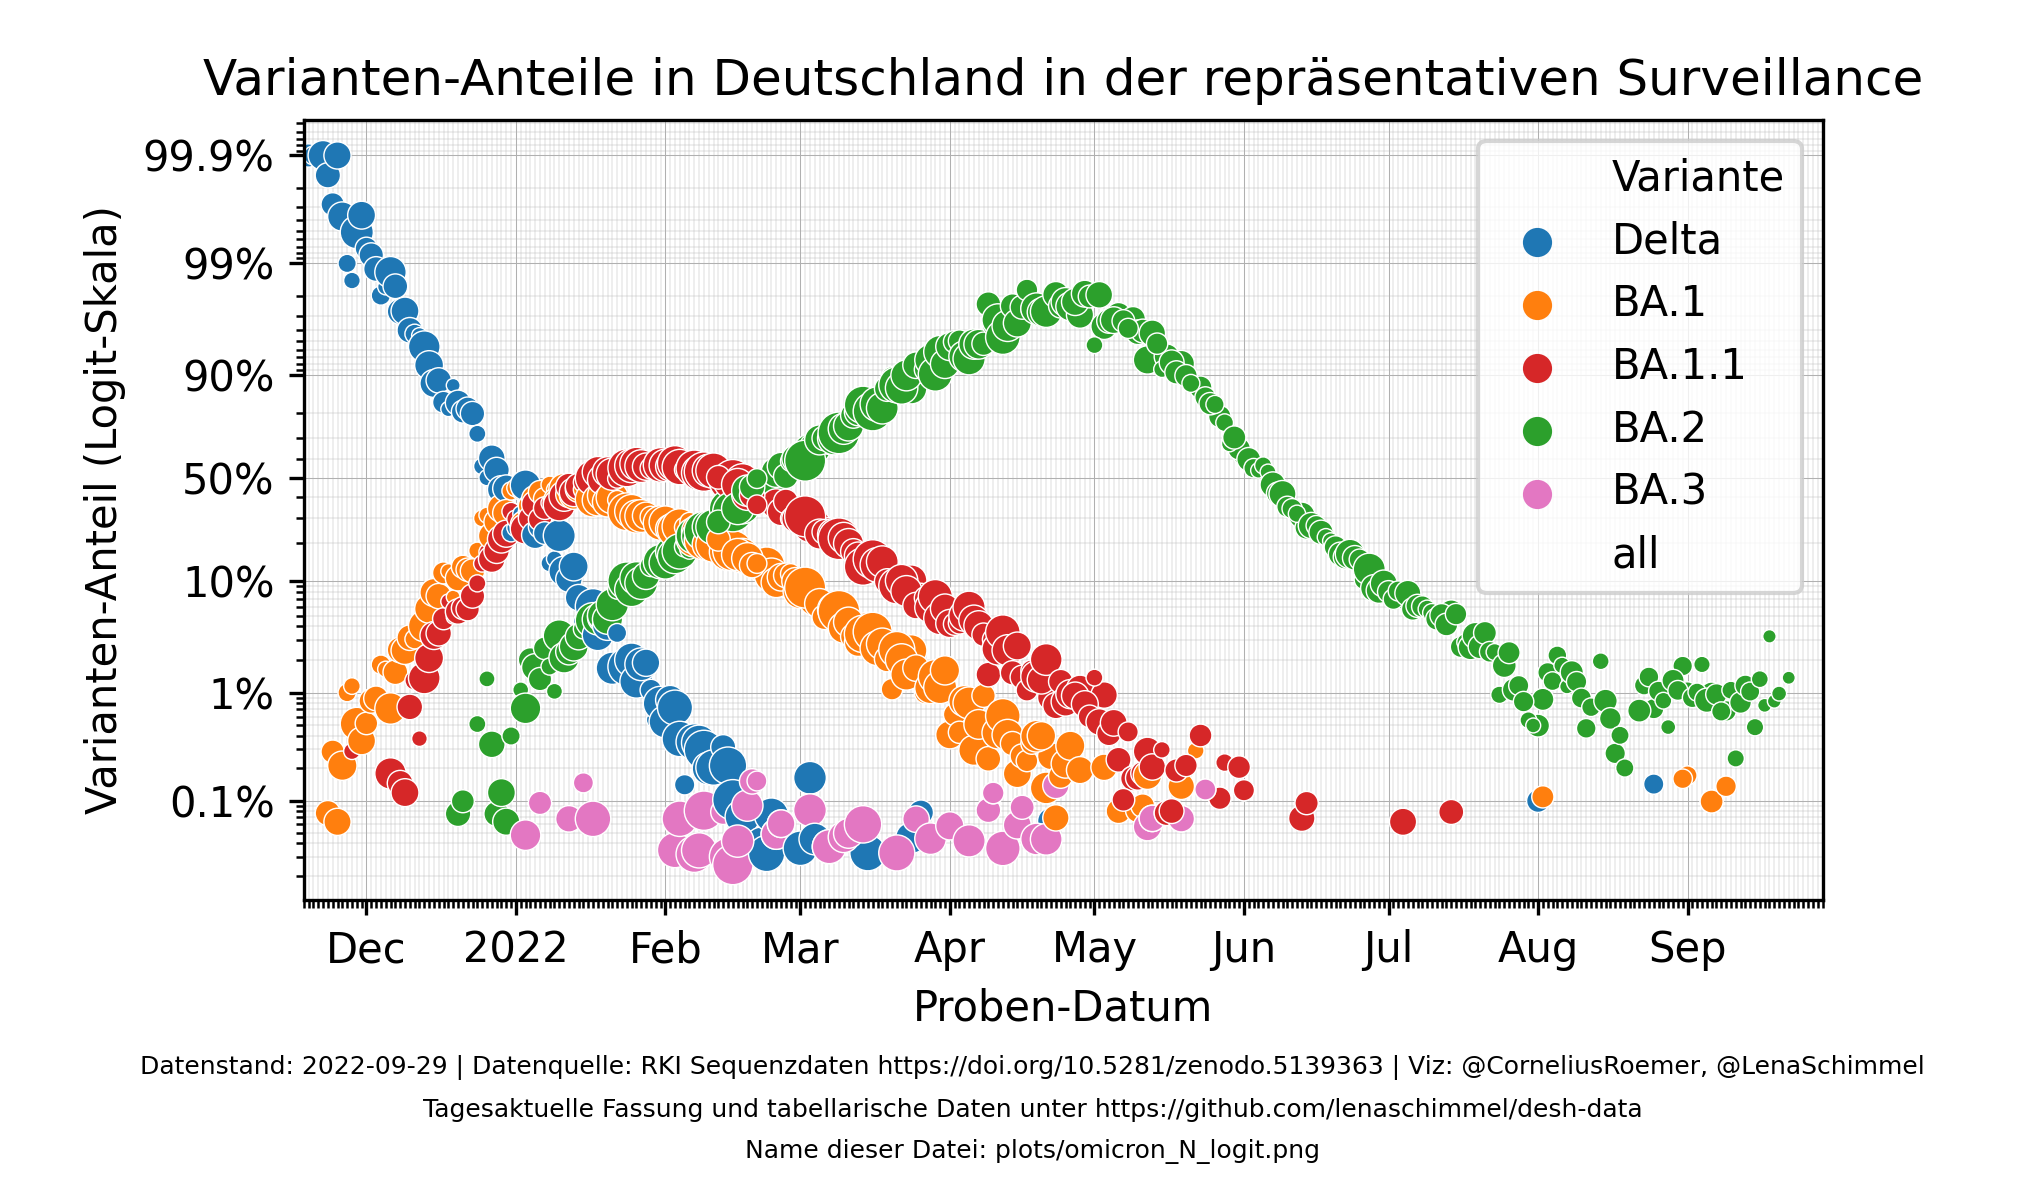 Varianten-Anteile in Deutschland in der repräsentativen Surveillance
Varianten-Anteil (Logit-Skala)
99.9%
99%
90%
50%
10%
1%
0.1%
Variante
Delta
BA.1
BA.1.1
BA.2
BA.3
all
Dec 2022 Feb Mar Apr May Jun Jul Aug Sep
Proben-Datum
Datenstand: 2022-09-29 | Datenquelle: RKI Sequenzdaten https://doi.org/10.5281/zenodo.5139363 | Viz: @CorneliusRoemer, @LenaSchimmel
Tagesaktuelle Fassung und tabellarische Daten unter https://github.com/lenaschimmel/desh-data
Name dieser Datei: plots/omicron_N_logit.png